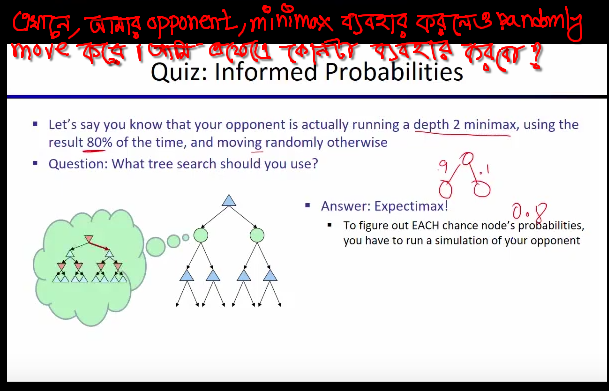 এখানে, আমার opponent, minimax ব্যবহার করলেও randomly
move করে। আমি এক্ষেত্রে কোনটা ব্যবহার করবো?
Quiz: Informed Probabilities
Let's say you know that your opponent is actually running a depth 2 minimax, using the
result 80% of the time, and moving randomly otherwise
Question: What tree search should you use?
9 .1
Answer: Expectimax!
0.8
To figure out EACH chance node's probabilities,
you have to run a simulation of your opponent